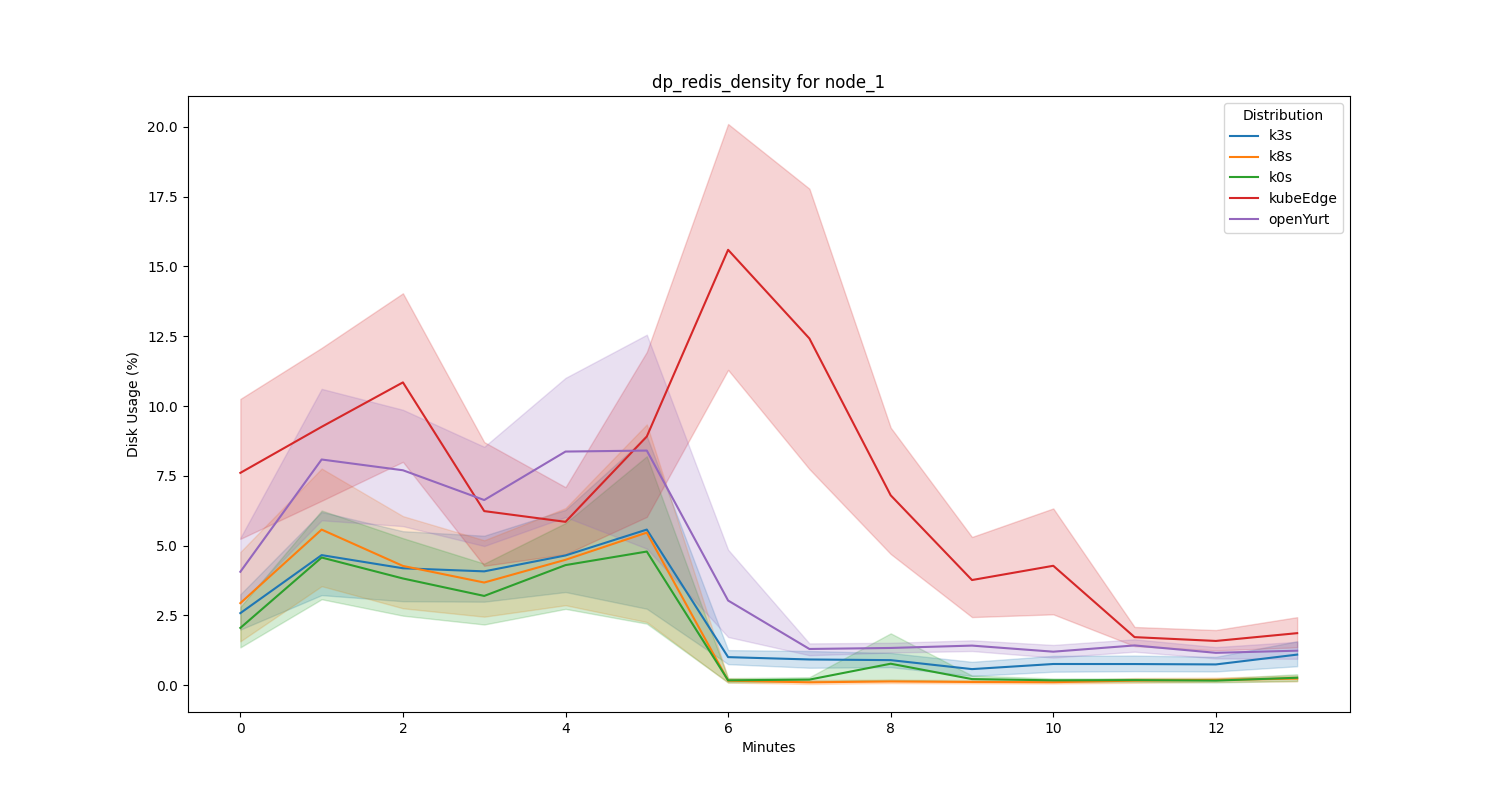 dp_redis_density for node_1
Distribution
k3s
k8s
k0s
kubeEdge
openYurt
Disk Usage (%)
20.0
17.5
15.0
12.5
10.0
7.5
5.0
2.5
0.0
0 2 4 6 8 10 12
Minutes